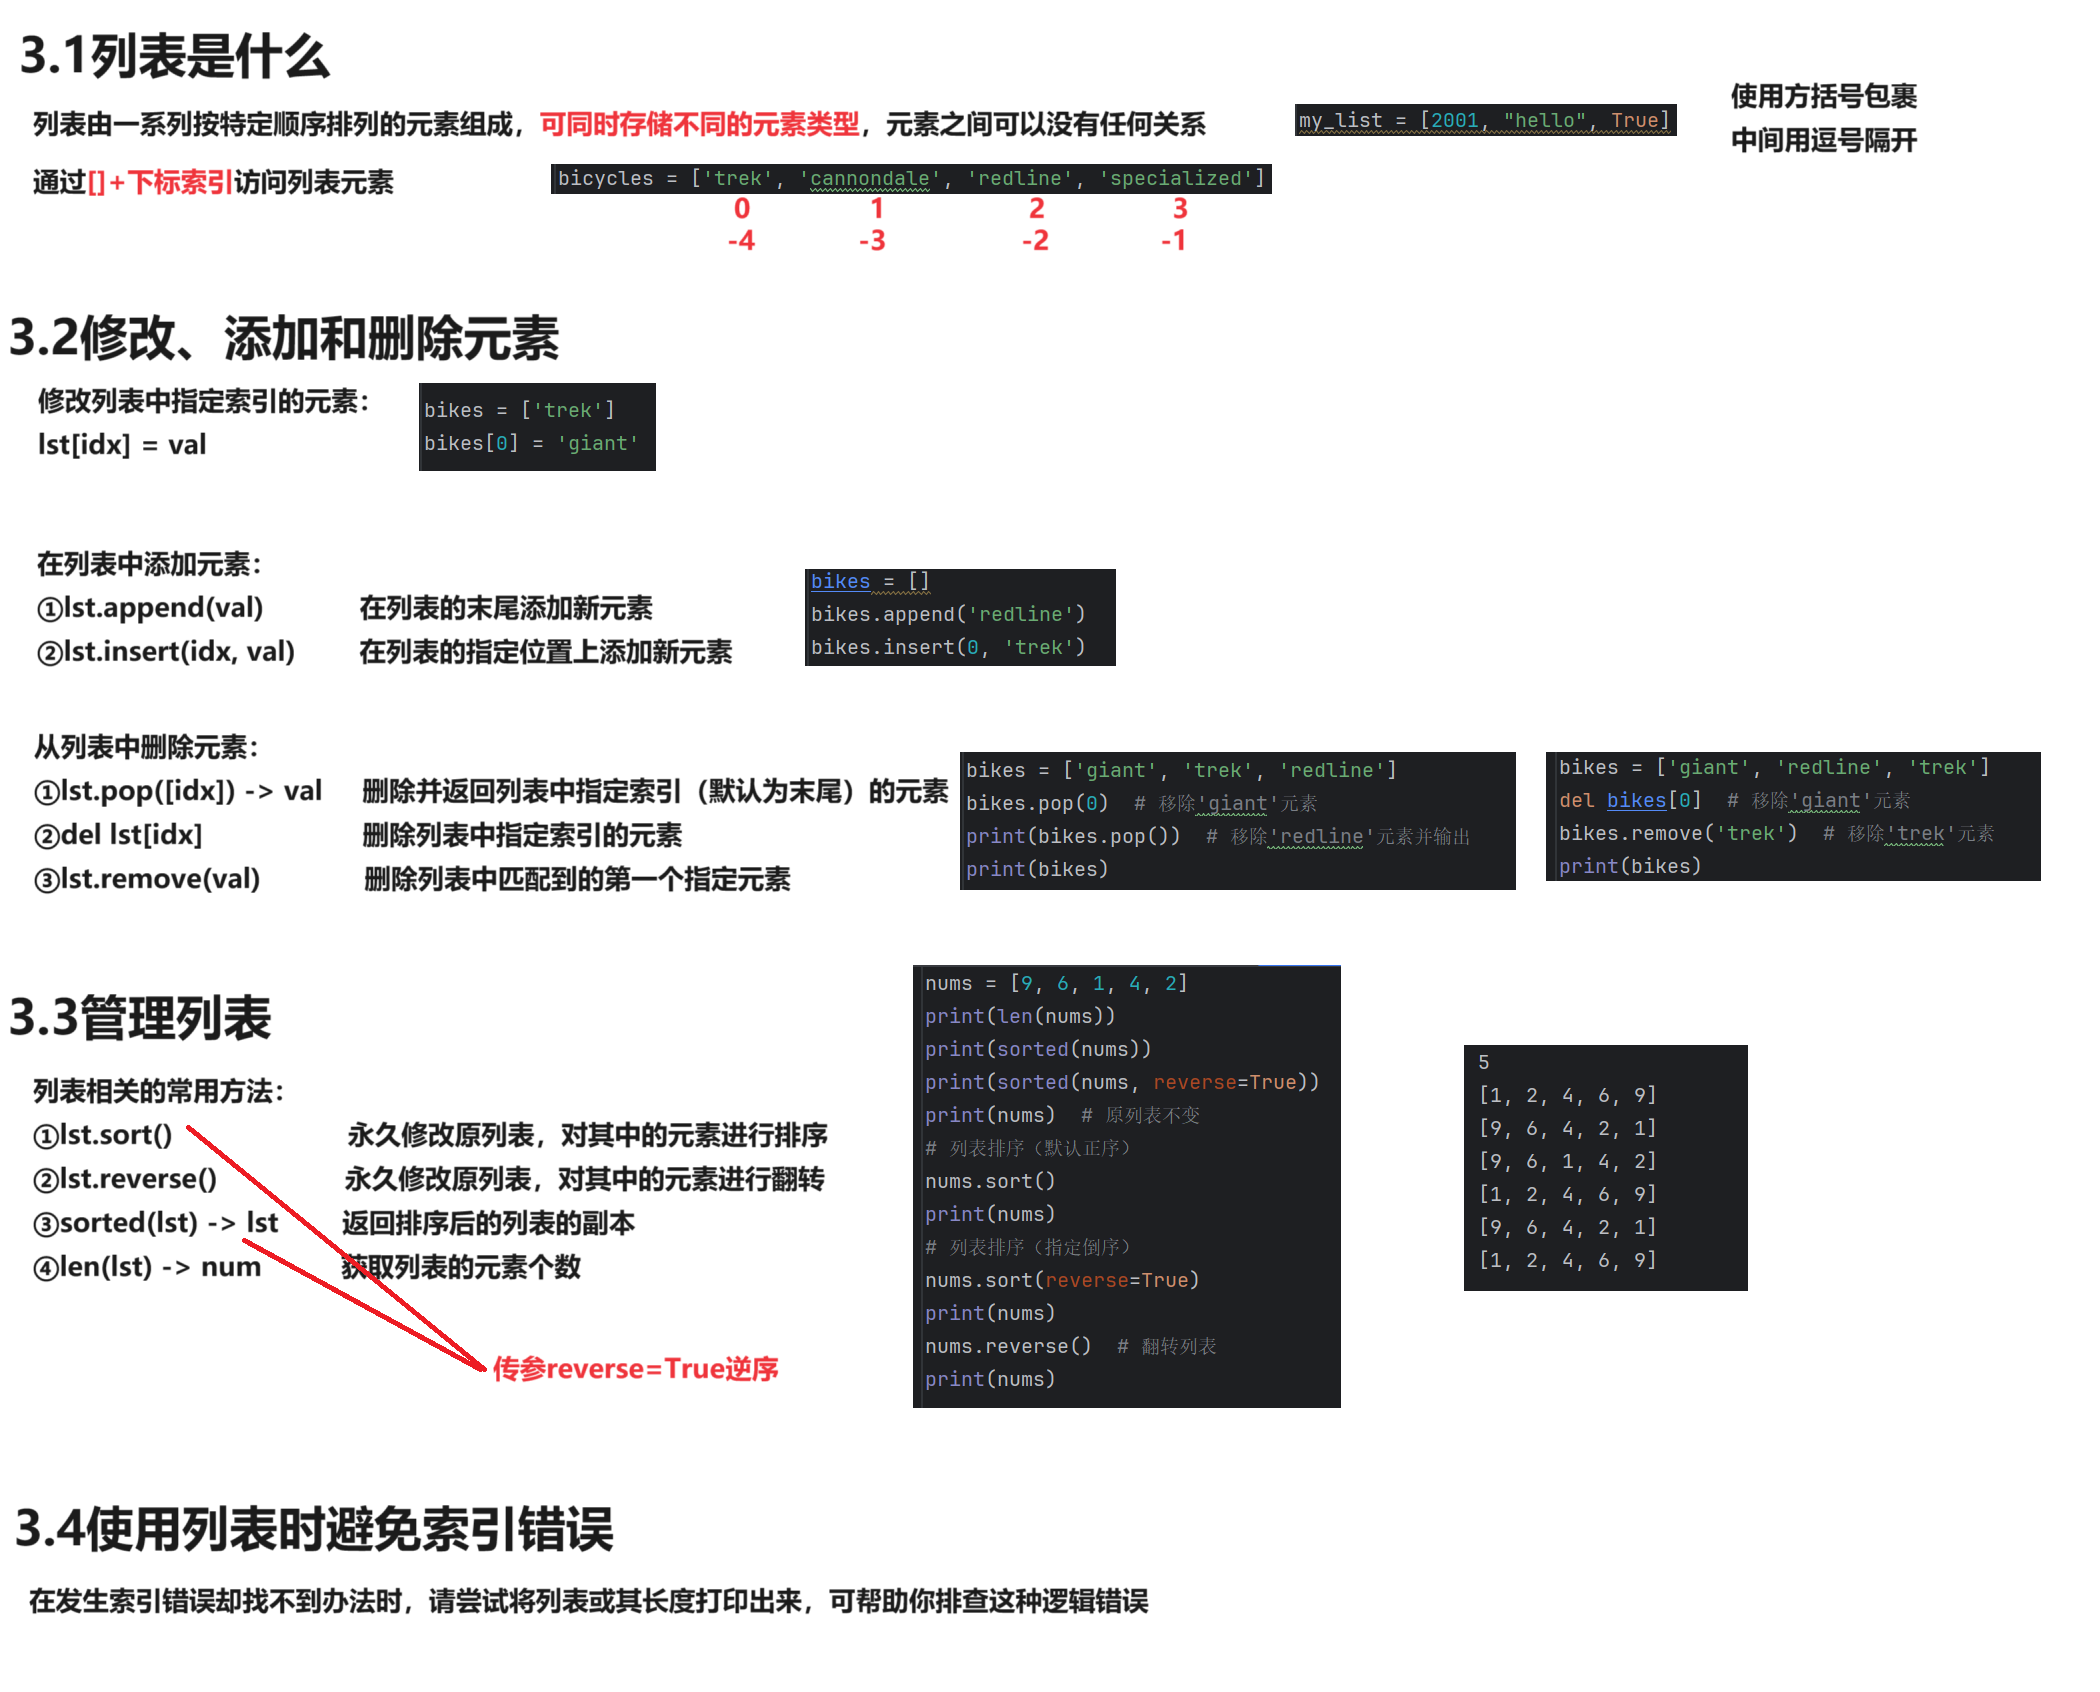 3.1列表是什么
列表由一系列按特定顺序排列的元素组成，可同时存储不同的元素类型，元素之间可以没有任何关系
my_list = [2001, "hello", True]
使用方括号包裹
中间用逗号隔开
通过[]+下标索引访问列表元素
bicycles = ['trek', 'cannondale', 'redline', 'specialized']
0 1 2 3
-4 -3 -2 -1
3.2修改、添加和删除元素
修改列表中指定索引的元素：
lst[idx] = val
bikes = ['trek']
bikes[0] = 'giant'
在列表中添加元素：
①lst.append(val) 在列表的末尾添加新元素
②lst.insert(idx, val) 在列表的指定位置上添加新元素
bikes = []
bikes.append('redline')
bikes.insert(0, 'trek')
从列表中删除元素：
①lst.pop([idx]) -> val 删除并返回列表中指定索引（默认为末尾）的元素
②del lst[idx] 删除列表中指定索引的元素
③lst.remove(val) 删除列表中匹配到的第一个指定元素
bikes = ['giant', 'trek', 'redline']
bikes.pop(0)  # 移除'giant'元素
print(bikes.pop())  # 移除'redline'元素并输出
print(bikes)
bikes = ['giant', 'redline', 'trek']
del bikes[0]  # 移除'giant'元素
bikes.remove('trek')  # 移除'trek'元素
print(bikes)
3.3管理列表
列表相关的常用方法：
①lst.sort() 永久修改原列表，对其中的元素进行排序
②lst.reverse() 永久修改原列表，对其中的元素进行翻转
③sorted(lst) -> lst 返回排序后的列表的副本
④len(lst) -> num 获取列表的元素个数
传参reverse=True逆序
nums = [9, 6, 1, 4, 2]
print(len(nums))
print(sorted(nums))
print(sorted(nums, reverse=True))
print(nums)  # 原列表不变
# 列表排序（默认正序）
nums.sort()
print(nums)
# 列表排序（指定倒序）
nums.sort(reverse=True)
print(nums)
nums.reverse()  # 翻转列表
print(nums)
5
[1, 2, 4, 6, 9]
[9, 6, 4, 2, 1]
[9, 6, 1, 4, 2]
[1, 2, 4, 6, 9]
[9, 6, 4, 2, 1]
[1, 2, 4, 6, 9]
3.4使用列表时避免索引错误
在发生索引错误却找不到办法时，请尝试将列表或其长度打印出来，可帮助你排查这种逻辑错误